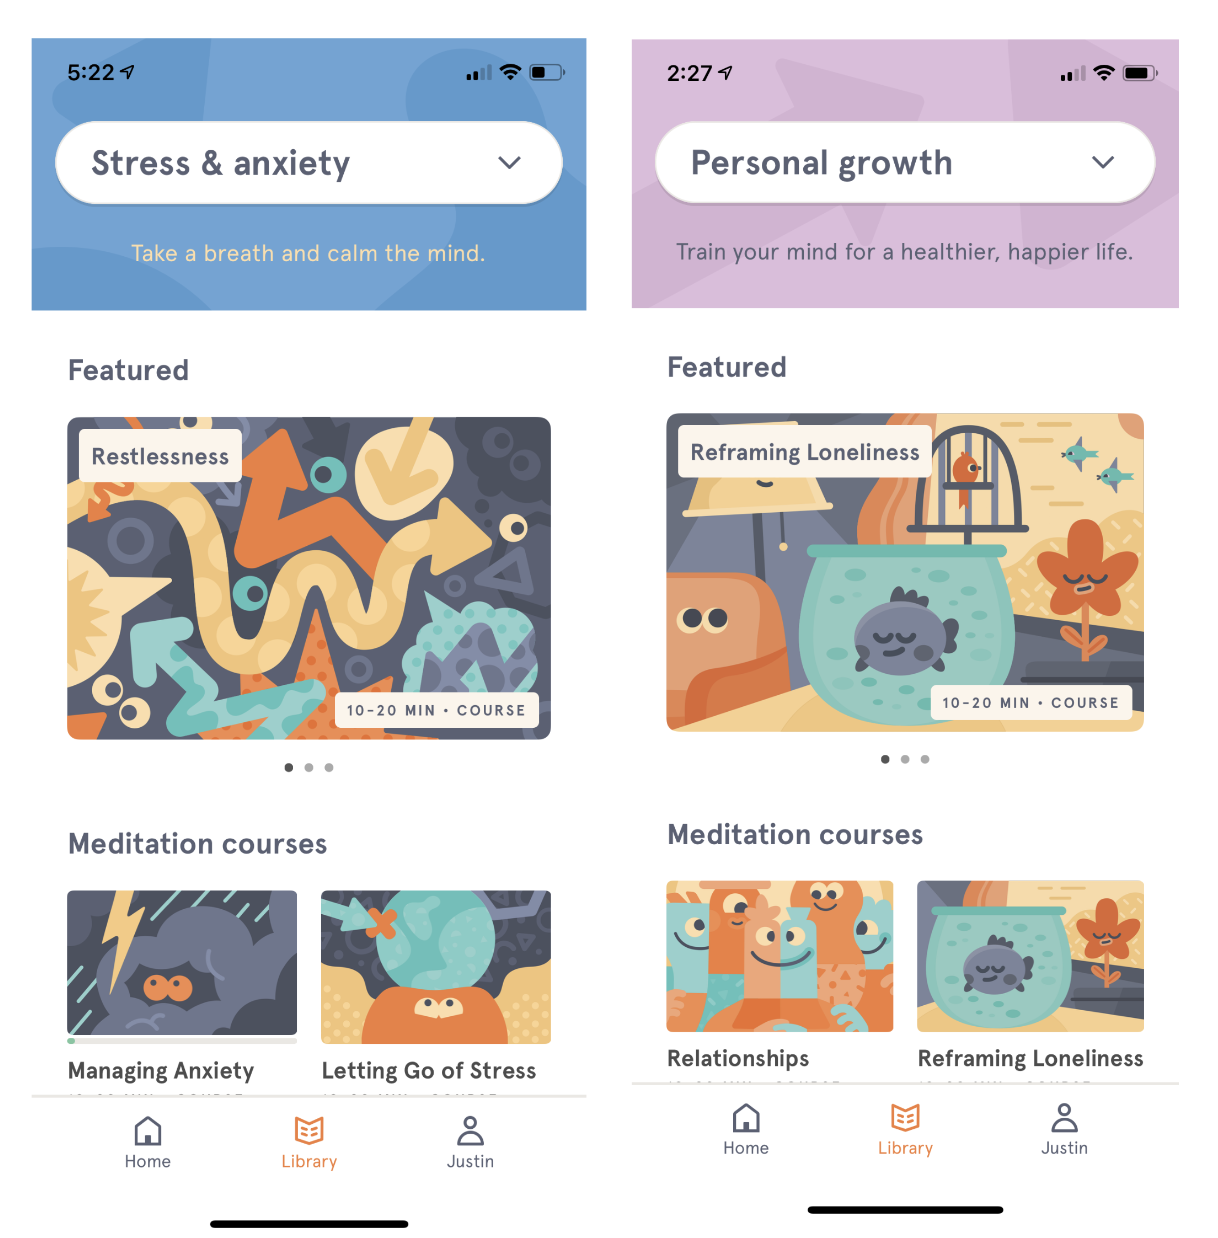 5:22
Stress & anxiety
Take a breath and calm the mind.
Featured
Restlessness
10-20 MIN • COURSE
Meditation courses
Managing Anxiety
Letting Go of Stress
Home
Library
Justin
2:27
Personal growth
Train your mind for a healthier, happier life.
Featured
Reframing Loneliness
10-20 MIN • COURSE
Meditation courses
Relationships
Reframing Loneliness
Home
Library
Justin